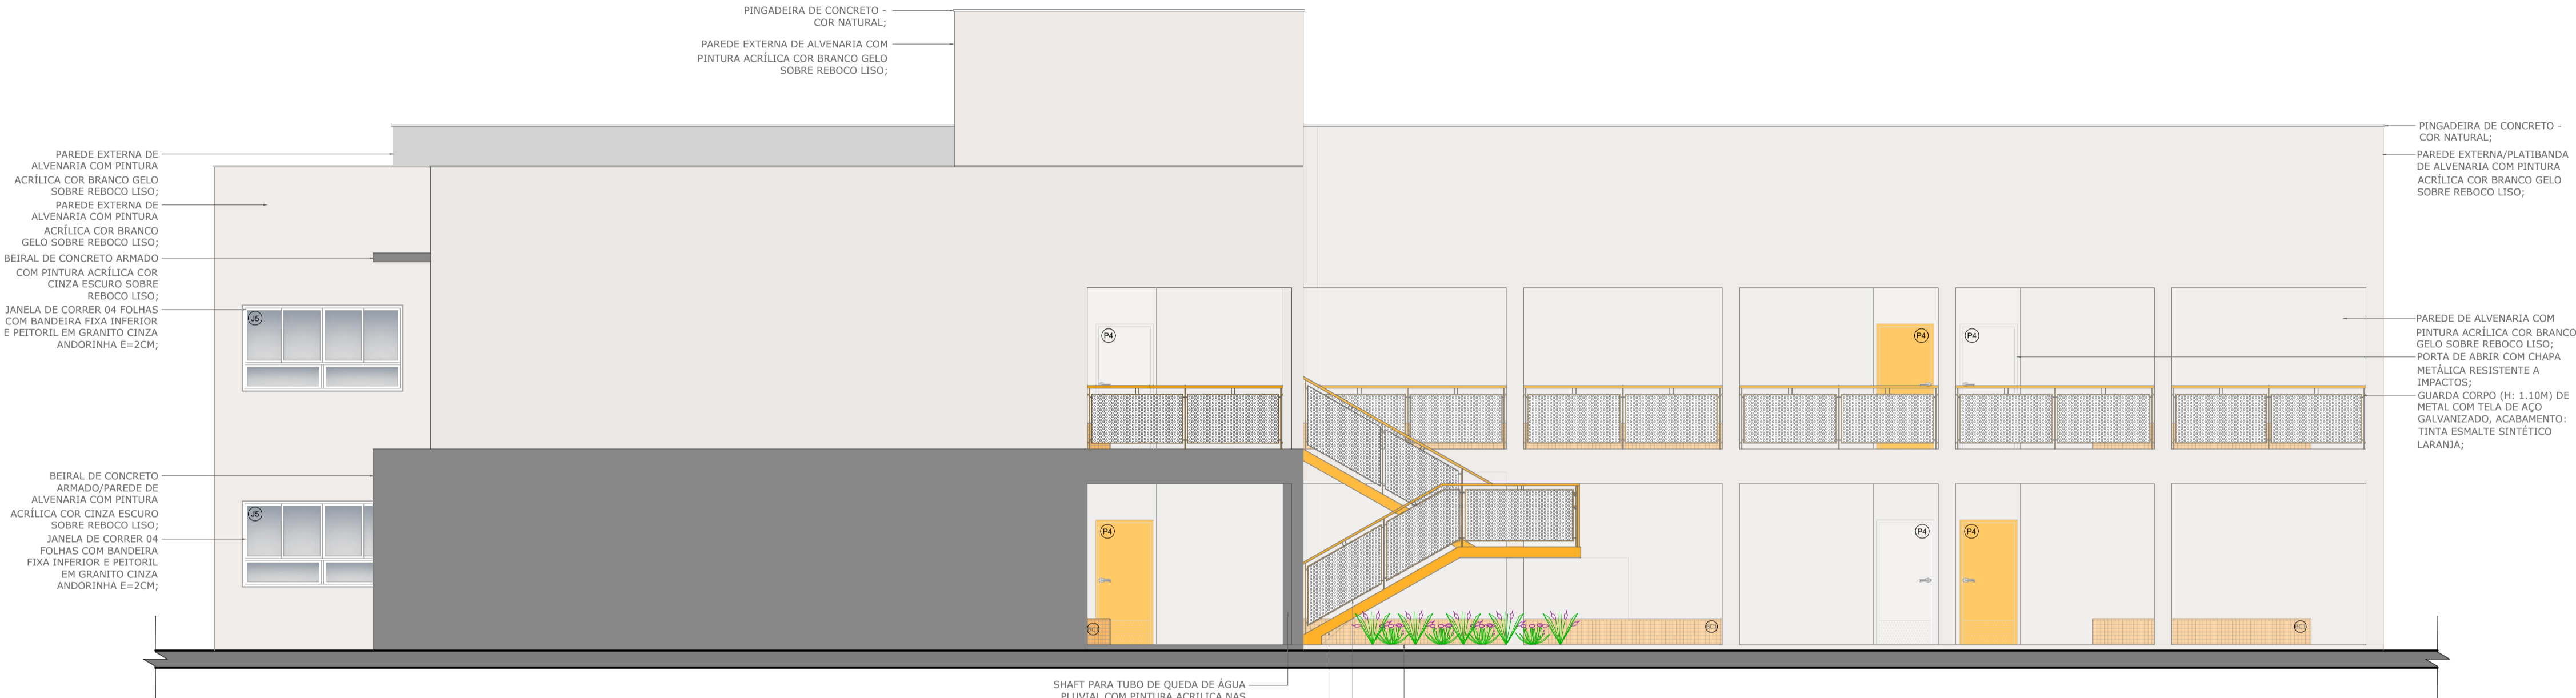 PINGADEIRA DE CONCRETO -
COR NATURAL;
PAREDE EXTERNA DE ALVENARIA COM
PINTURA ACRÍLICA COR BRANCO GELO
SOBRE REBOCO LISO;
PAREDE EXTERNA DE
ALVENARIA COM PINTURA
ACRÍLICA COR BRANCO GELO
SOBRE REBOCO LISO;
PAREDE EXTERNA DE
ALVENARIA COM PINTURA
ACRÍLICA COR BRANCO
GELO SOBRE REBOCO LISO;
BEIRAL DE CONCRETO ARMADO
COM PINTURA ACRÍLICA COR
CINZA ESCURO SOBRE
REBOCO LISO;
JANELA DE CORRER 04 FOLHAS
COM BANDEIRA FIXA INFERIOR
E PEITORIL EM GRANITO CINZA
ANDORINHA E=2CM;
BEIRAL DE CONCRETO
ARMADO/PAREDE DE
ALVENARIA COM PINTURA
ACRÍLICA COR CINZA ESCURO
SOBRE REBOCO LISO;
JANELA DE CORRER 04
FOLHAS COM BANDEIRA
FIXA INFERIOR E PEITORIL
EM GRANITO CINZA
ANDORINHA E=2CM;
J5
J5
P4
P4
P4
P4
P4
P4
PINGADEIRA DE CONCRETO -
COR NATURAL;
PAREDE EXTERNA/PLATIBANDA
DE ALVENARIA COM PINTURA
ACRÍLICA COR BRANCO GELO
SOBRE REBOCO LISO;
PAREDE DE ALVENARIA COM
PINTURA ACRÍLICA COR BRANCO
GELO SOBRE REBOCO LISO;
PORTA DE ABRIR COM CHAPA
METÁLICA RESISTENTE A
IMPACTOS;
GUARDA CORPO (H: 1.10M) DE
METAL COM TELA DE AÇO
GALVANIZADO, ACABAMENTO:
TINTA ESMALTE SINTÉTICO
LARANJA;
SHAFT PARA TUBO DE QUEDA DE ÁGUA
PLUVIAL COM PINTURA ACRILICA NAS